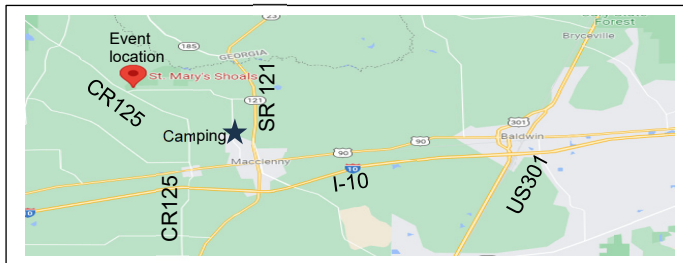 Forest
Bryceville
23
185
GEORGIA
Event
location
St. Mary's Shoals
CR125
121
SR 121
Camping
Macclenny
90
90
301
Baldwin
10
I-10
10
CR125
US301